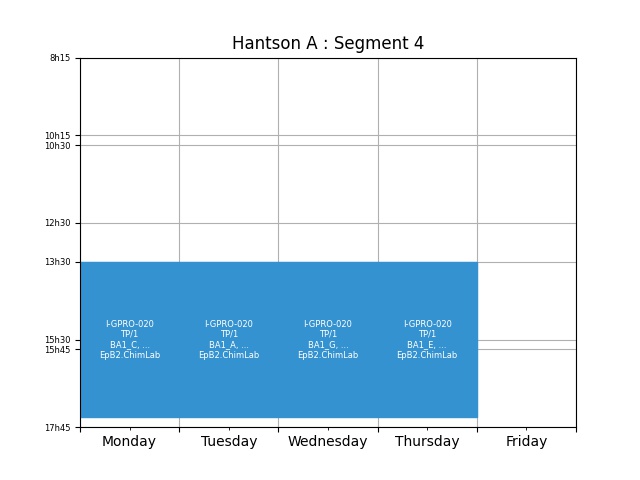 Hantson A : Segment 4
8h15
10h15
10h30
12h30
13h30
15h30
15h45
17h45
I-GPRO-020
TP/1
BA1_C, ...
EpB2.ChimLab
I-GPRO-020
TP/1
BA1_A, ...
EpB2.ChimLab
I-GPRO-020
TP/1
BA1_G, ...
EpB2.ChimLab
I-GPRO-020
TP/1
BA1_E, ...
EpB2.ChimLab
Monday
Tuesday
Wednesday
Thursday
Friday